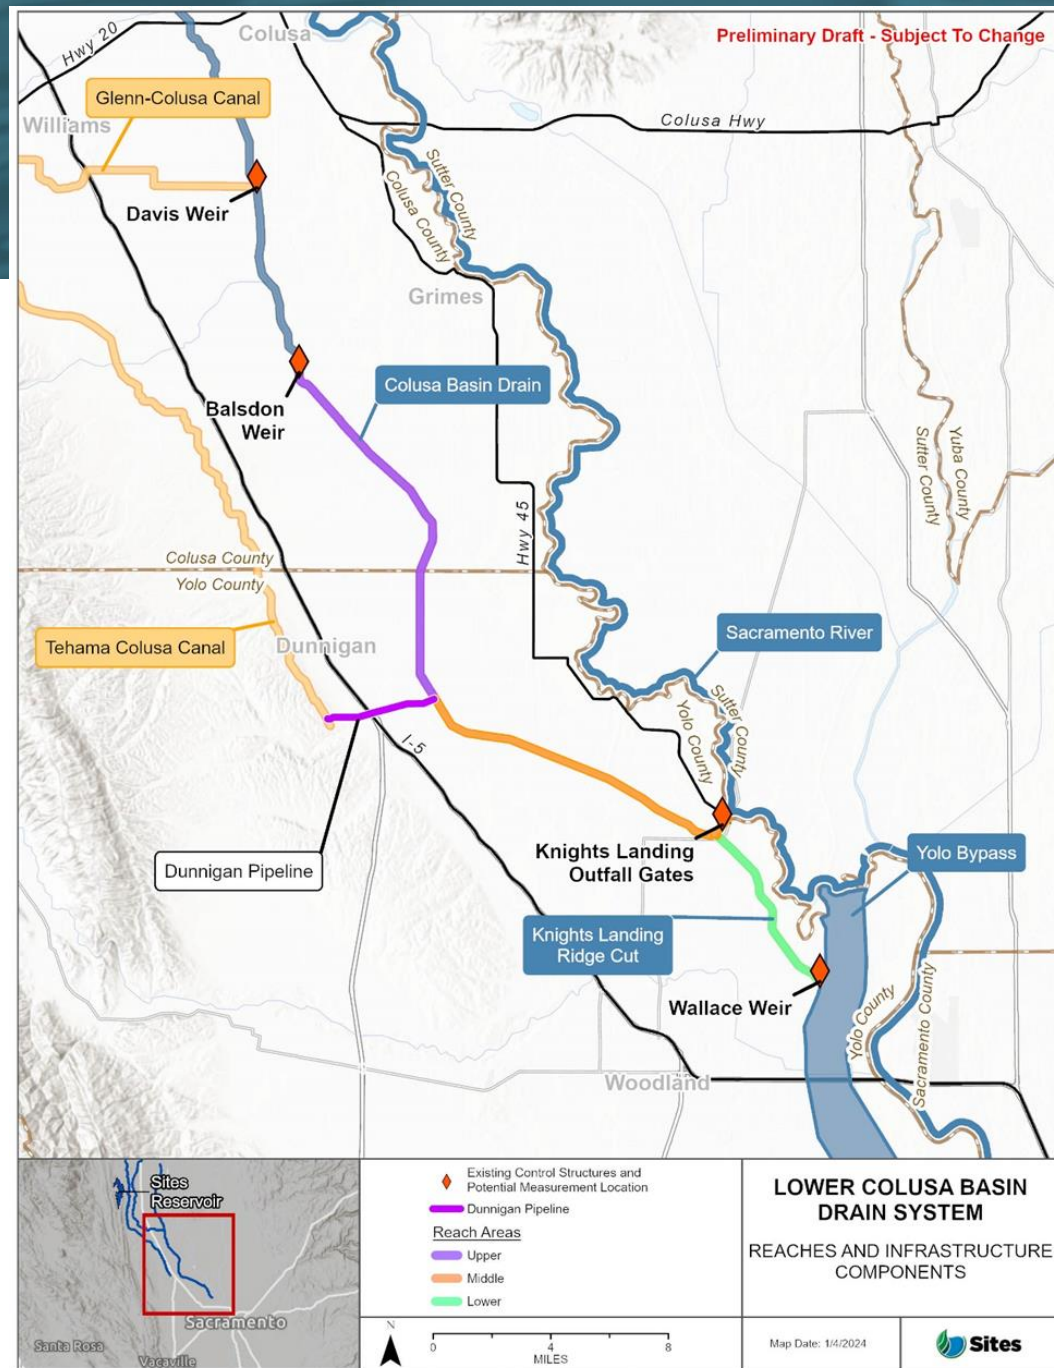 Preliminary Draft - Subject To Change
Hwy 20
Colusa
Glenn-Colusa Canal
Williams
Colusa Hwy
Sutter County
Colusa County
Davis Weir
Grimes
Balsdon
Weir
Colusa Basin Drain
Yuba County
Sutter County
Hwy 45
Colusa County
Yolo County
Tehama Colusa Canal
Dunnigan
Sacramento River
Sutter County
Yolo County
I-5
Dunnigan Pipeline
Knights Landing
Outfall Gates
Yolo Bypass
Knights Landing
Ridge Cut
Wallace Weir
Yolo County
Sacramento County
Woodland
Sites
Reservoir
Sacramento
Santa Rosa
Vacaville
Existing Control Structures and
Potential Measurement Location
Dunnigan Pipeline
Reach Areas
Upper
Middle
Lower
N
0 4 8
MILES
LOWER COLUSA BASIN
DRAIN SYSTEM
REACHES AND INFRASTRUCTURE
COMPONENTS
Map Date: 1/4/2024
Sites